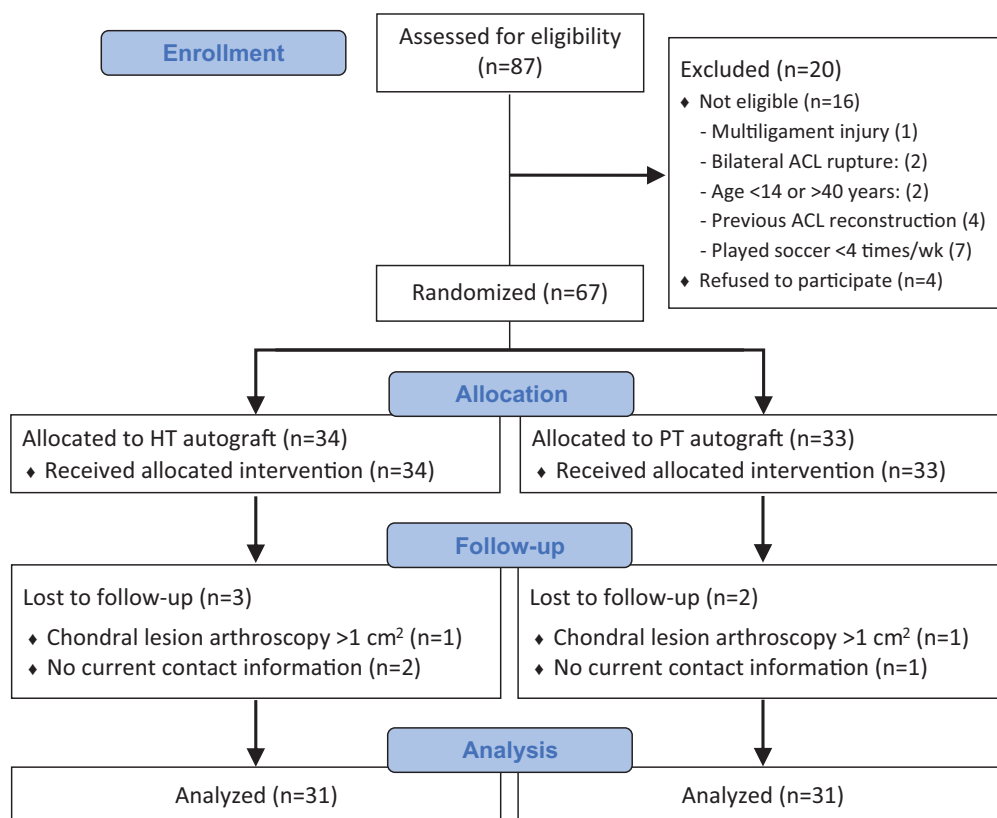 Enrollment
Assessed for eligibility
(n=87)
Excluded (n=20)
♦ Not eligible (n=16)
- Multiligament injury (1)
- Bilateral ACL rupture: (2)
- Age <14 or >40 years: (2)
- Previous ACL reconstruction (4)
- Played soccer <4 times/wk (7)
♦ Refused to participate (n=4)
Randomized (n=67)
Allocation
Allocated to HT autograft (n=34)
♦ Received allocated intervention (n=34)
Allocated to PT autograft (n=33)
♦ Received allocated intervention (n=33)
Follow-up
Lost to follow-up (n=3)
♦ Chondral lesion arthroscopy >1 cm² (n=1)
♦ No current contact information (n=2)
Lost to follow-up (n=2)
♦ Chondral lesion arthroscopy >1 cm² (n=1)
♦ No current contact information (n=1)
Analysis
Analyzed (n=31)
Analyzed (n=31)